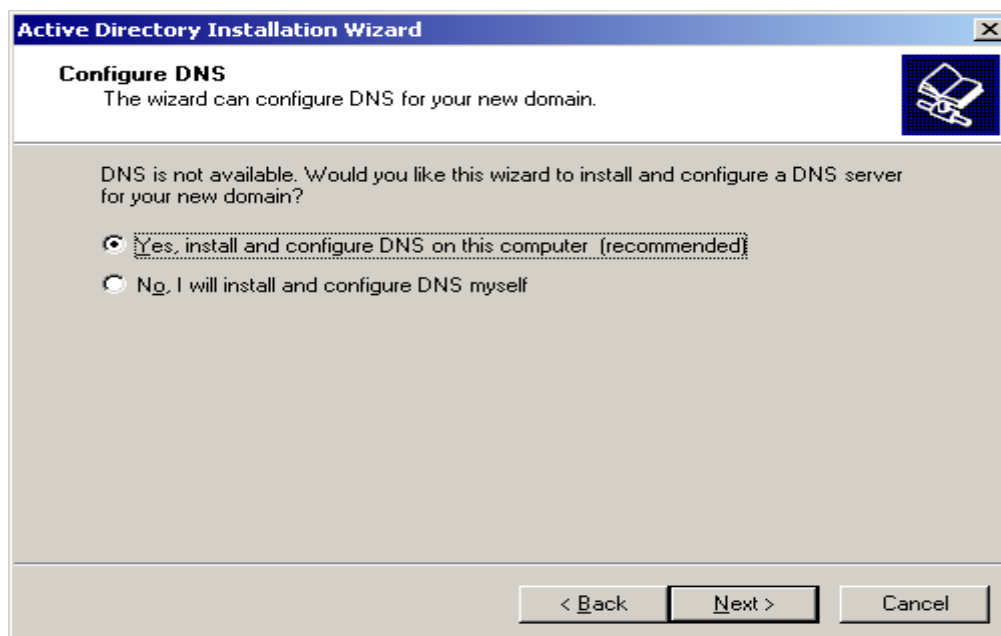 Active Directory Installation Wizard
Configure DNS
The wizard can configure DNS for your new domain.
DNS is not available. Would you like this wizard to install and configure a DNS server
for your new domain?
Yes, install and configure DNS on this computer (recommended)
No, I will install and configure DNS myself
< Back
Next >
Cancel